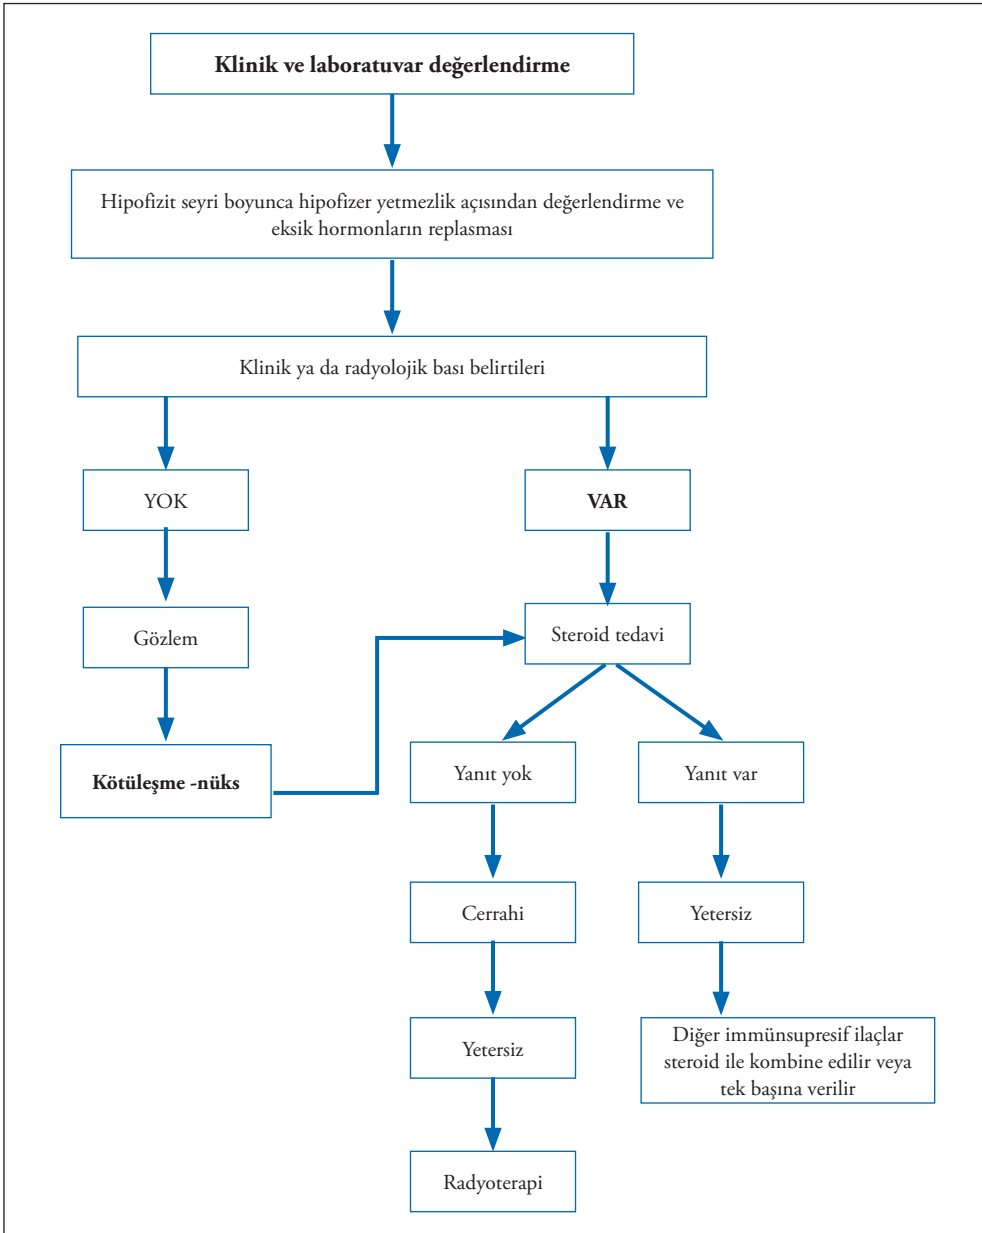 Klinik ve laboratuvar değerlendirme
Hipofizit seyri boyunca hipofizer yetmezlik açısından değerlendirme ve
eksik hormonların replasması
Klinik ya da radyolojik bası belirtileri
YOK
VAR
Gözlem
Steroid tedavi
Kötüleşme -nüks
Yanıt yok
Yanıt var
Cerrahi
Yetersiz
Yetersiz
Diğer immünsupresif ilaçlar
steroid ile kombine edilir veya
tek başına verilir
Radyoterapi